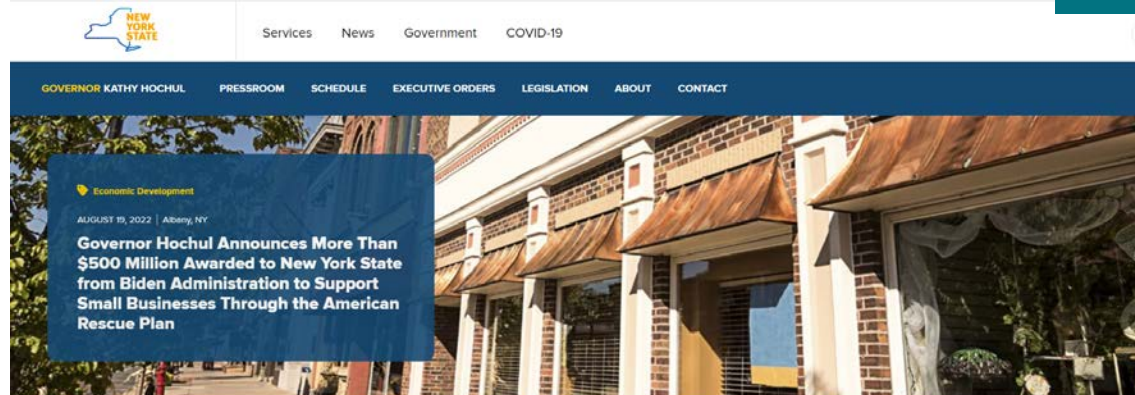 NEW
YORK
STATE
Services News Government COVID-19
GOVERNOR KATHY HOCHUL PRESSROOM SCHEDULE EXECUTIVE ORDERS LEGISLATION ABOUT CONTACT
Economic Development
AUGUST 19, 2022 | Albany, NY
Governor Hochul Announces More Than
$500 Million Awarded to New York State
from Biden Administration to Support
Small Businesses Through the American
Rescue Plan